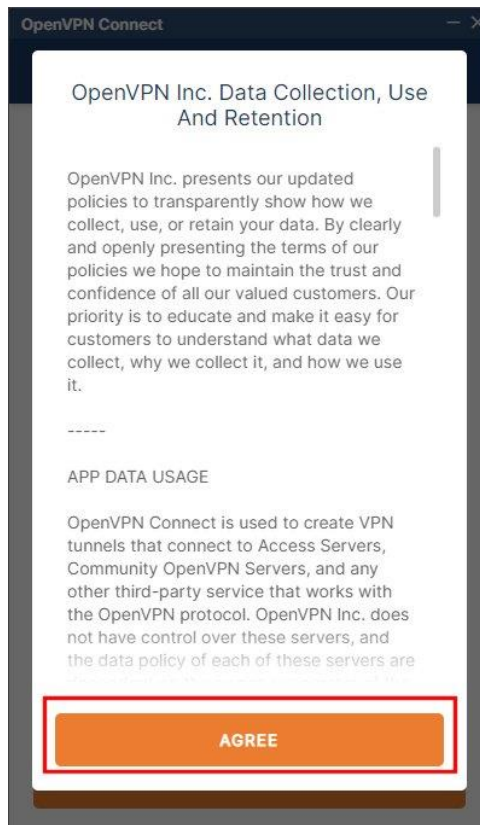 OpenVPN Connect
OpenVPN Inc. Data Collection, Use
And Retention
OpenVPN Inc. presents our updated
policies to transparently show how we
collect, use, or retain your data. By clearly
and openly presenting the terms of our
policies we hope to maintain the trust and
confidence of all our valued customers. Our
priority is to educate and make it easy for
customers to understand what data we
collect, why we collect it, and how we use
it.
-----
APP DATA USAGE
OpenVPN Connect is used to create VPN
tunnels that connect to Access Servers,
Community OpenVPN Servers, and any
other third-party service that works with
the OpenVPN protocol. OpenVPN Inc. does
not have control over these servers, and
the data policy of each of these servers are
AGREE